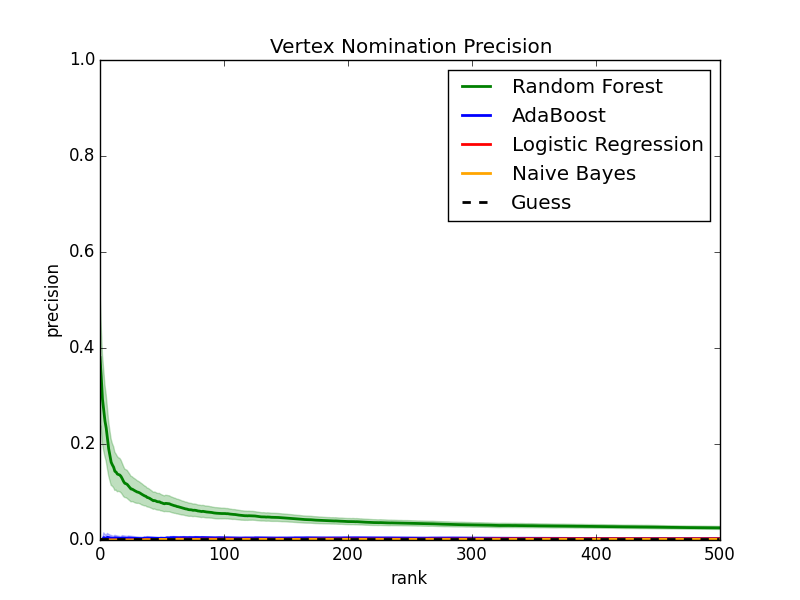 Vertex Nomination Precision
1.0
0.8
0.6
0.4
0.2
0.0
precision
Random Forest
AdaBoost
Logistic Regression
Naive Bayes
Guess
0 100 200 300 400 500
rank